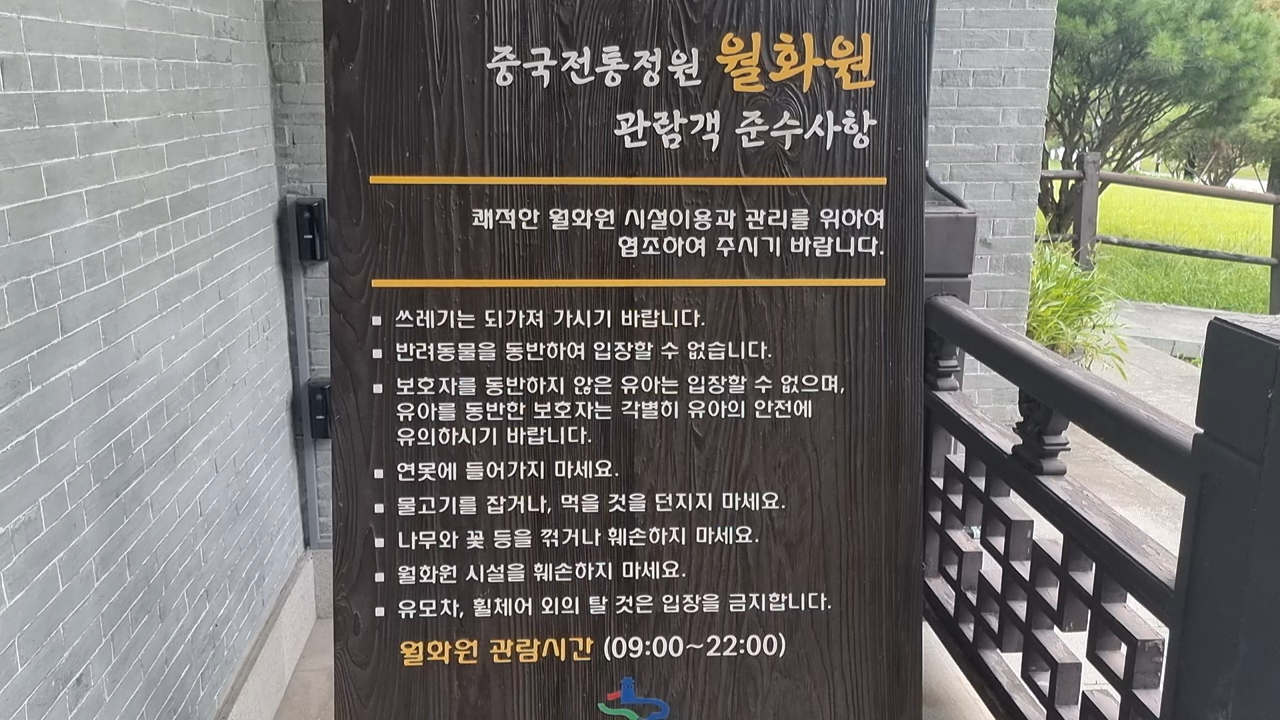 중국전통정원 월화원
관람객 준수사항
쾌적한 월화원 시설이용과 관리를 위하여
협조하여 주시기 바랍니다.
▪ 쓰레기는 되가져 가시기 바랍니다.
▪ 반려동물을 동반하여 입장할 수 없습니다.
▪ 보호자를 동반하지 않은 유아는 입장할 수 없으며,
유아를 동반한 보호자는 각별히 유아의 안전에
유의하시기 바랍니다.
▪ 연못에 들어가지 마세요.
▪ 물고기를 잡거나, 먹을 것을 던지지 마세요.
▪ 나무와 꽃 등을 꺾거나 훼손하지 마세요.
▪ 월화원 시설을 훼손하지 마세요.
▪ 유모차, 휠체어 외의 탈 것은 입장을 금지합니다.
월화원 관람시간 (09:00~22:00)